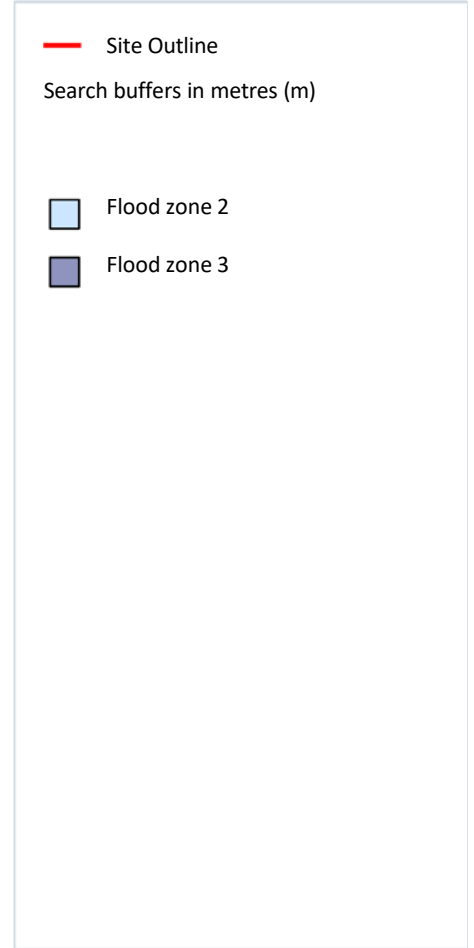 Site Outline
Search buffers in metres (m)
Flood zone 2
Flood zone 3